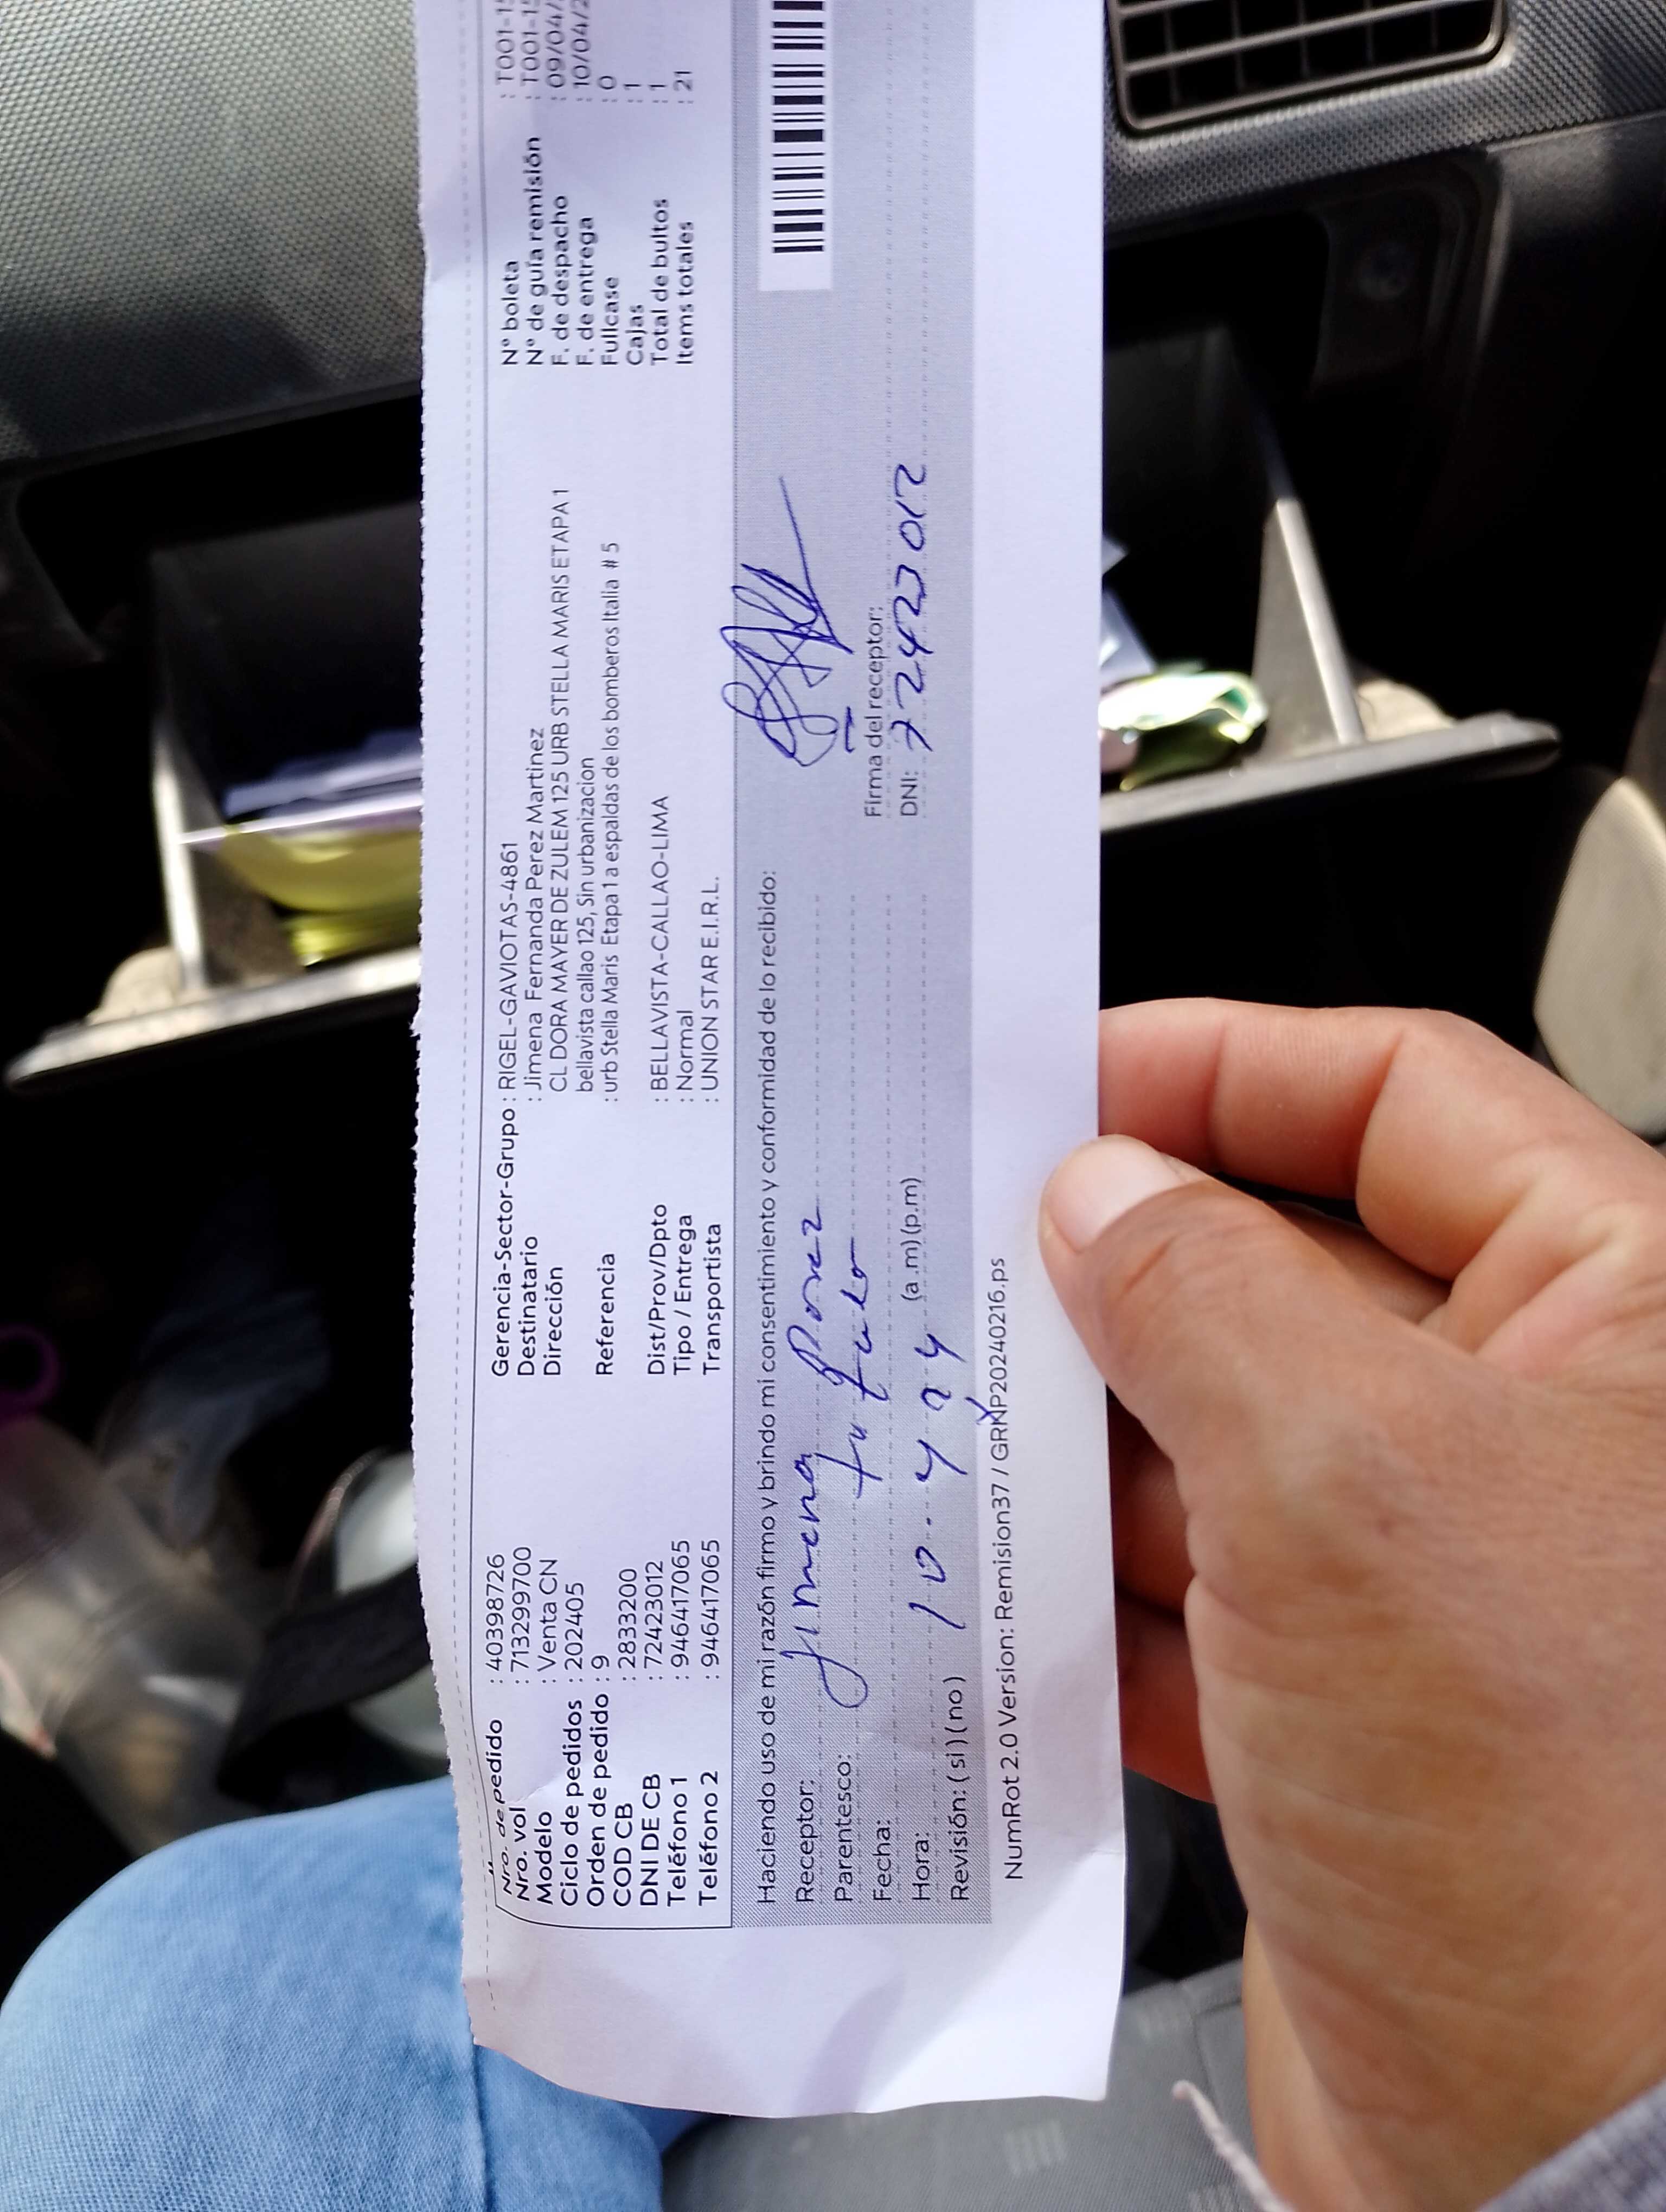 Nro. de pedido : 40398726
Nro. vol : 713299700
Modelo : Venta CN
Ciclo de pedidos : 202405
Orden de pedido : 9
COD CB : 2833200
DNI DE CB : 72423012
Teléfono 1 : 946417065
Teléfono 2 : 946417065
Gerencia-Sector-Grupo : RIGEL-GAVIOTAS-4861
Destinatario : Jimena Fernanda Perez Martinez
Dirección CL DORA MAYER DE ZULEM 125 URB STELLA MARIS ETAPA 1
bellavista callao 125, Sin urbanizacion
Referencia : urb Stella Maris Etapa 1 a espaldas de los bomberos Italia # 5
Dist/Prov/Dpto : BELLAVISTA-CALLAO-LIMA
Tipo / Entrega : Normal
Transportista : UNION STAR E.I.R.L.
N° boleta : T001-1
N° de guía remisión : T001-1
F. de despacho : 09/04/
F. de entrega : 10/04/2
Fullcase : 0
Cajas : 1
Total de bultos : 1
Items totales : 21
Haciendo uso de mi razón firmo y brindo mi consentimiento y conformidad de lo recibido:
Receptor: Jimena Perez
Parentesco:
Fecha:
Hora: 10 - 4 24 (a.m) (p.m)
Revisión: ( si ) ( no )
Firma del receptor:
DNI: 72423012
NumRot 2.0 Version: Remision37 / GRKP20240216.ps